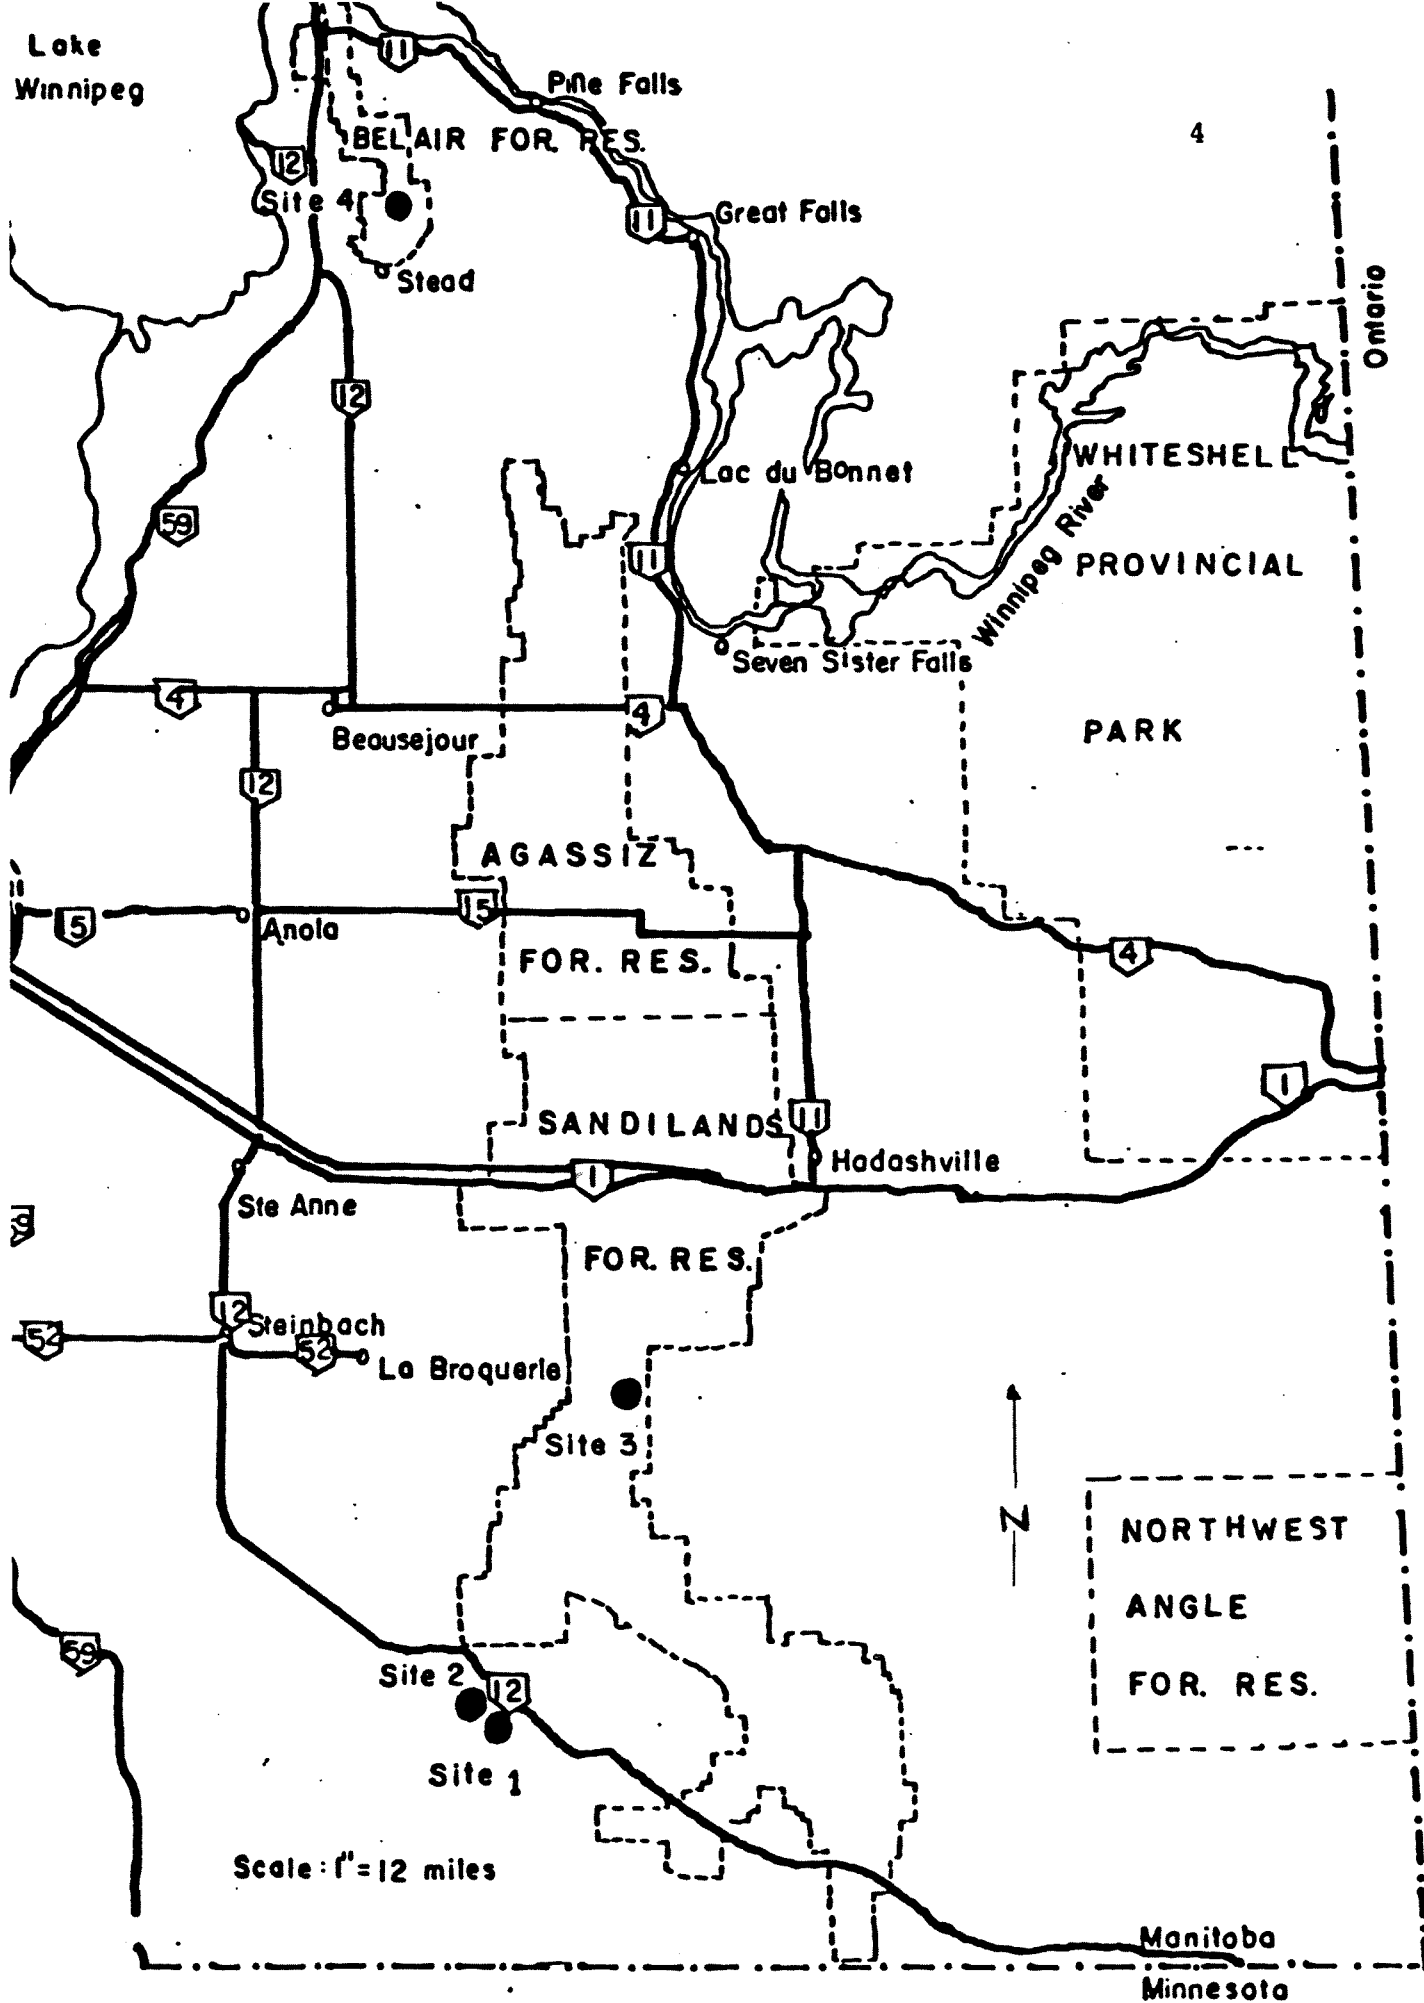 Lake
Winnipeg
11
Pine Falls
BELAIR FOR. RES.
4
12
Site 4
11
Great Falls
Stead
Ontario
12
WHITESHELL
Lac du Bonnet
59
11
Winnipeg River
PROVINCIAL
Seven Sister Falls
4
4
PARK
Beausejour
12
AGASSIZ
15
15
Anola
FOR. RES.
4
1
11
SANDILANDS
Hadashville
1
Ste Anne
FOR. RES.
12
Steinbach
52
52
La Broquerie
Site 3
N
NORTHWEST
ANGLE
FOR. RES.
59
Site 2
12
Site 1
Scale: 1"=12 miles
Manitoba
Minnesota